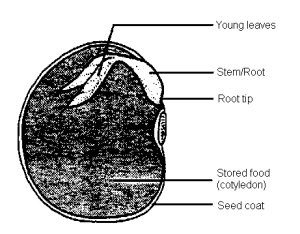 Young leaves
Stem/Root
Root tip
Stored food
(cotyledon)
Seed coat